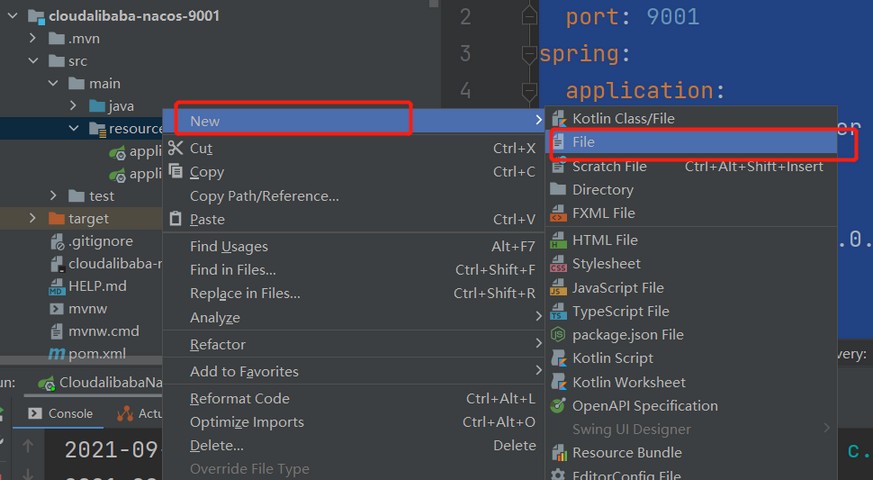 cloudalibaba-nacos-9001
.mvn
src
main
java
resource
appli
appli
test
target
.gitignore
cloudalibaba-n
HELP.md
mvnw
mvnw.cmd
pom.xml
2 port: 9001
3 spring:
4 application:
er
.0.
New
Cut Ctrl+X
Copy Ctrl+C
Copy Path/Reference...
Paste Ctrl+V
Find Usages Alt+F7
Find in Files... Ctrl+Shift+F
Replace in Files... Ctrl+Shift+R
Analyze
Refactor
Add to Favorites
Reformat Code Ctrl+Alt+L
Optimize Imports Ctrl+Alt+O
Delete... Delete
Override File Type
Kotlin Class/File
File
Scratch File Ctrl+Alt+Shift+Insert
Directory
FXML File
HTML File
Stylesheet
JavaScript File
TypeScript File
package.json File
Kotlin Script
Kotlin Worksheet
OpenAPI Specification
Swing UI Designer
Resource Bundle
EditorConfig File
very:
un: CloudalibabaNa
Console Actu
2021-09- c.